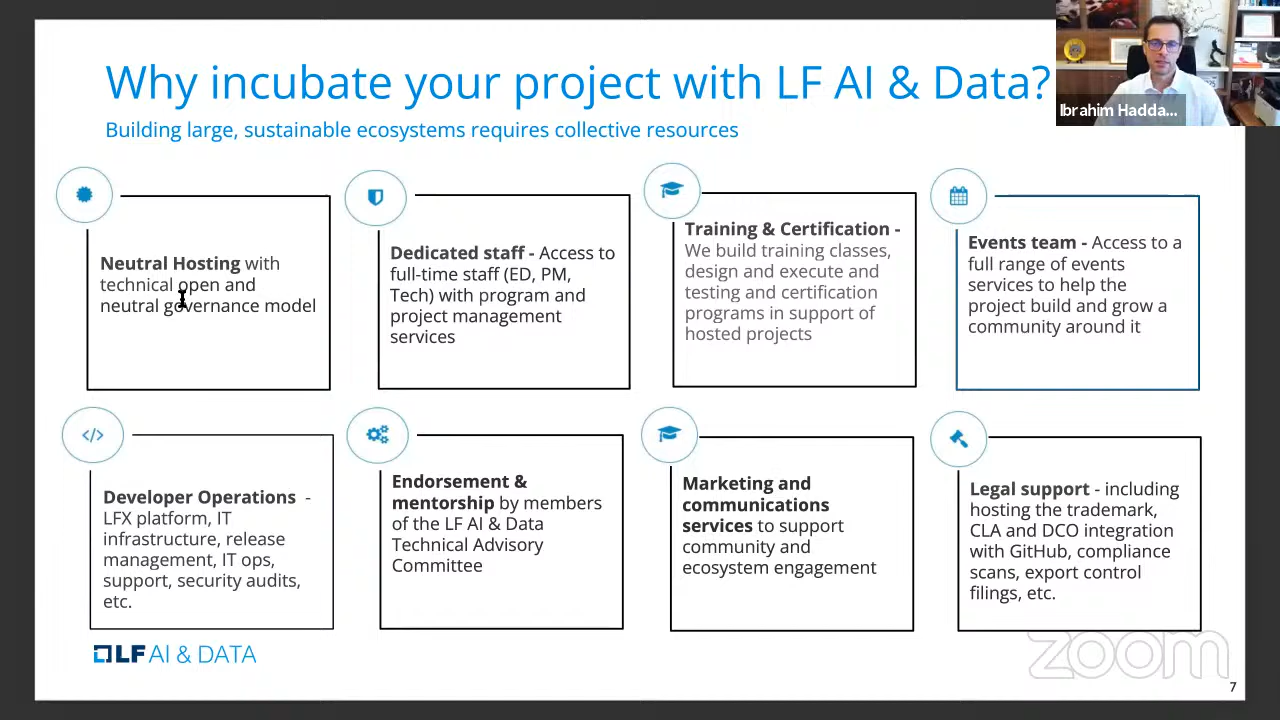 Why incubate your project with LF AI & Data?
Building large, sustainable ecosystems requires collective resources
Ibrahim Hadda...
Neutral Hosting with
technical open and
neutral governance model
Dedicated staff - Access to
full-time staff (ED, PM,
Tech) with program and
project management
services
Training & Certification -
We build training classes,
design and execute and
testing and certification
programs in support of
hosted projects
Events team - Access to a
full range of events
services to help the
project build and grow a
community around it
</>
Developer Operations -
LFX platform, IT
infrastructure, release
management, IT ops,
support, security audits,
etc.
Endorsement &
mentorship by members
of the LF AI & Data
Technical Advisory
Committee
Marketing and
communications
services to support
community and
ecosystem engagement
Legal support - including
hosting the trademark,
CLA and DCO integration
with GitHub, compliance
scans, export control
filings, etc.
LF AI & DATA
zoom
7